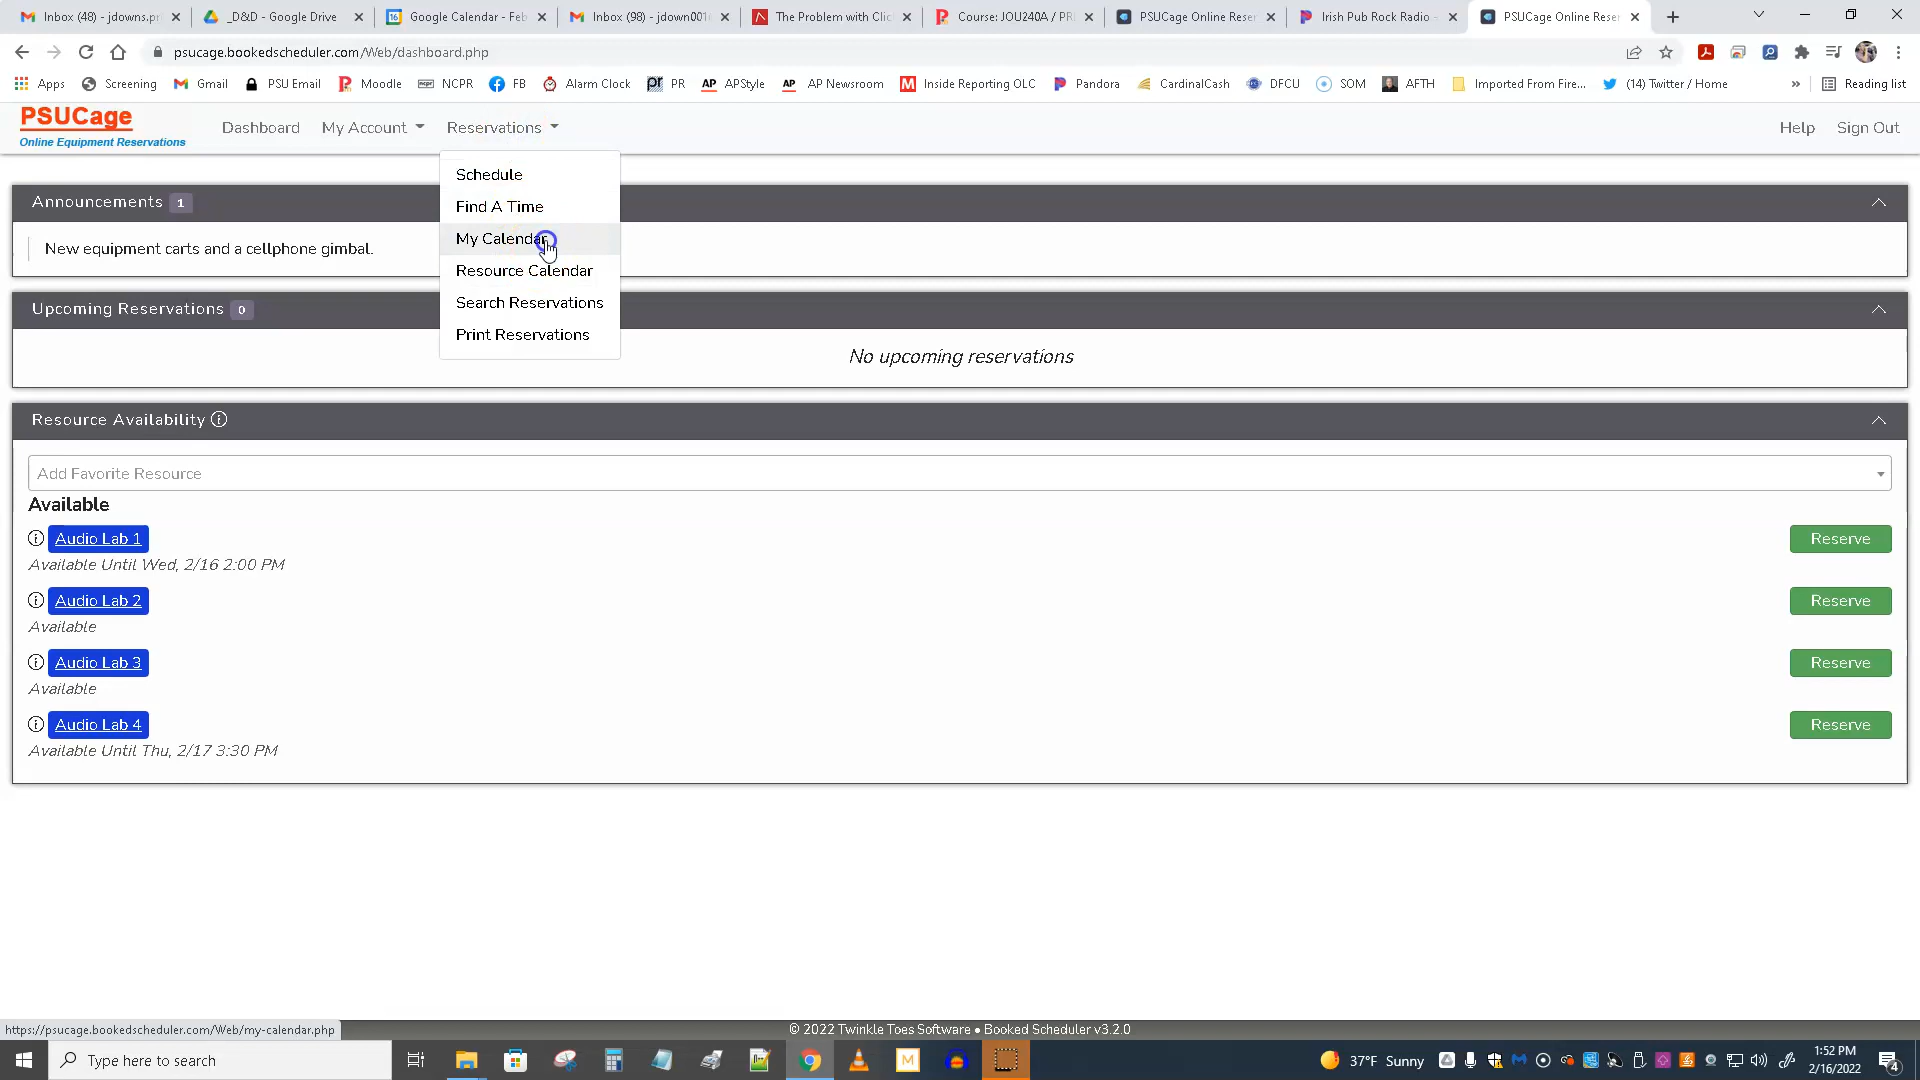 Inbox (48) - jdowns.pr
_D&D - Google Drive
Google Calendar - Feb
Inbox (98) - jdown001
The Problem with Clic
Course: JOU240A / PR
PSUCage Online Rese
Irish Pub Rock Radio -
PSUCage Online Rese
psucage.bookedscheduler.com/Web/dashboard.php
Apps
Screening
Gmail
PSU Email
Moodle
NCPR
FB
Alarm Clock
PR
APStyle
AP Newsroom
Inside Reporting OLC
Pandora
CardinalCash
DFCU
SOM
AFTH
Imported From Fire...
(14) Twitter / Home
Reading list
PSUCage
Online Equipment Reservations
Dashboard
My Account
Reservations
Help
Sign Out
Schedule
Find A Time
My Calendar
Resource Calendar
Search Reservations
Print Reservations
Announcements 1
New equipment carts and a cellphone gimbal.
Upcoming Reservations 0
No upcoming reservations
Resource Availability
Add Favorite Resource
Available
Audio Lab 1
Reserve
Available Until Wed, 2/16 2:00 PM
Audio Lab 2
Reserve
Available
Audio Lab 3
Reserve
Available
Audio Lab 4
Reserve
Available Until Thu, 2/17 3:30 PM
https://psucage.bookedscheduler.com/Web/my-calendar.php
© 2022 Twinkle Toes Software • Booked Scheduler v3.2.0
Type here to search
37°F Sunny
1:52 PM
2/16/2022
4